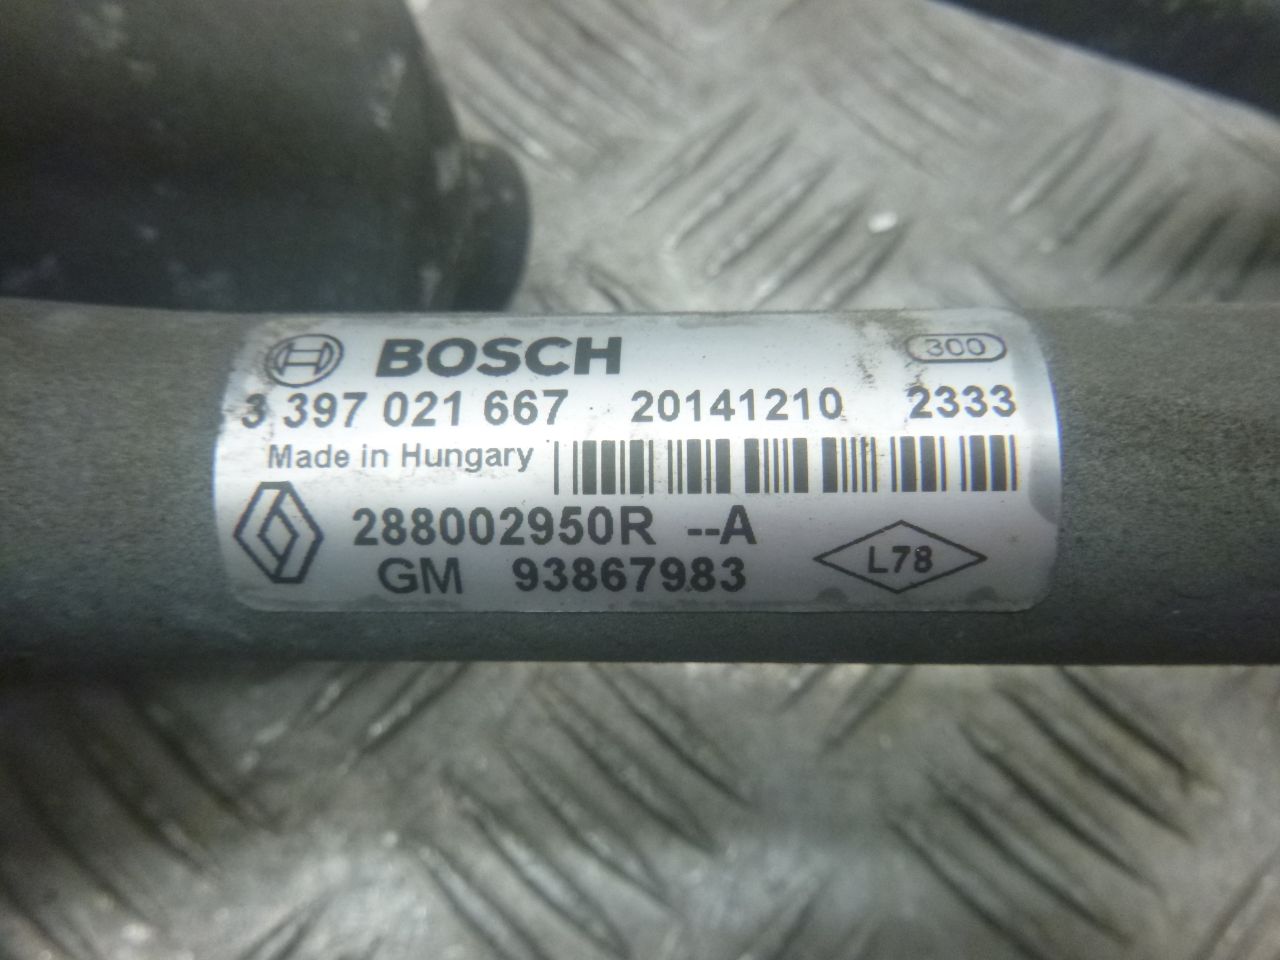 BOSCH 300
3 397 021 667 20141210 2333
Made in Hungary
288002950R --A
GM 93867983 L78